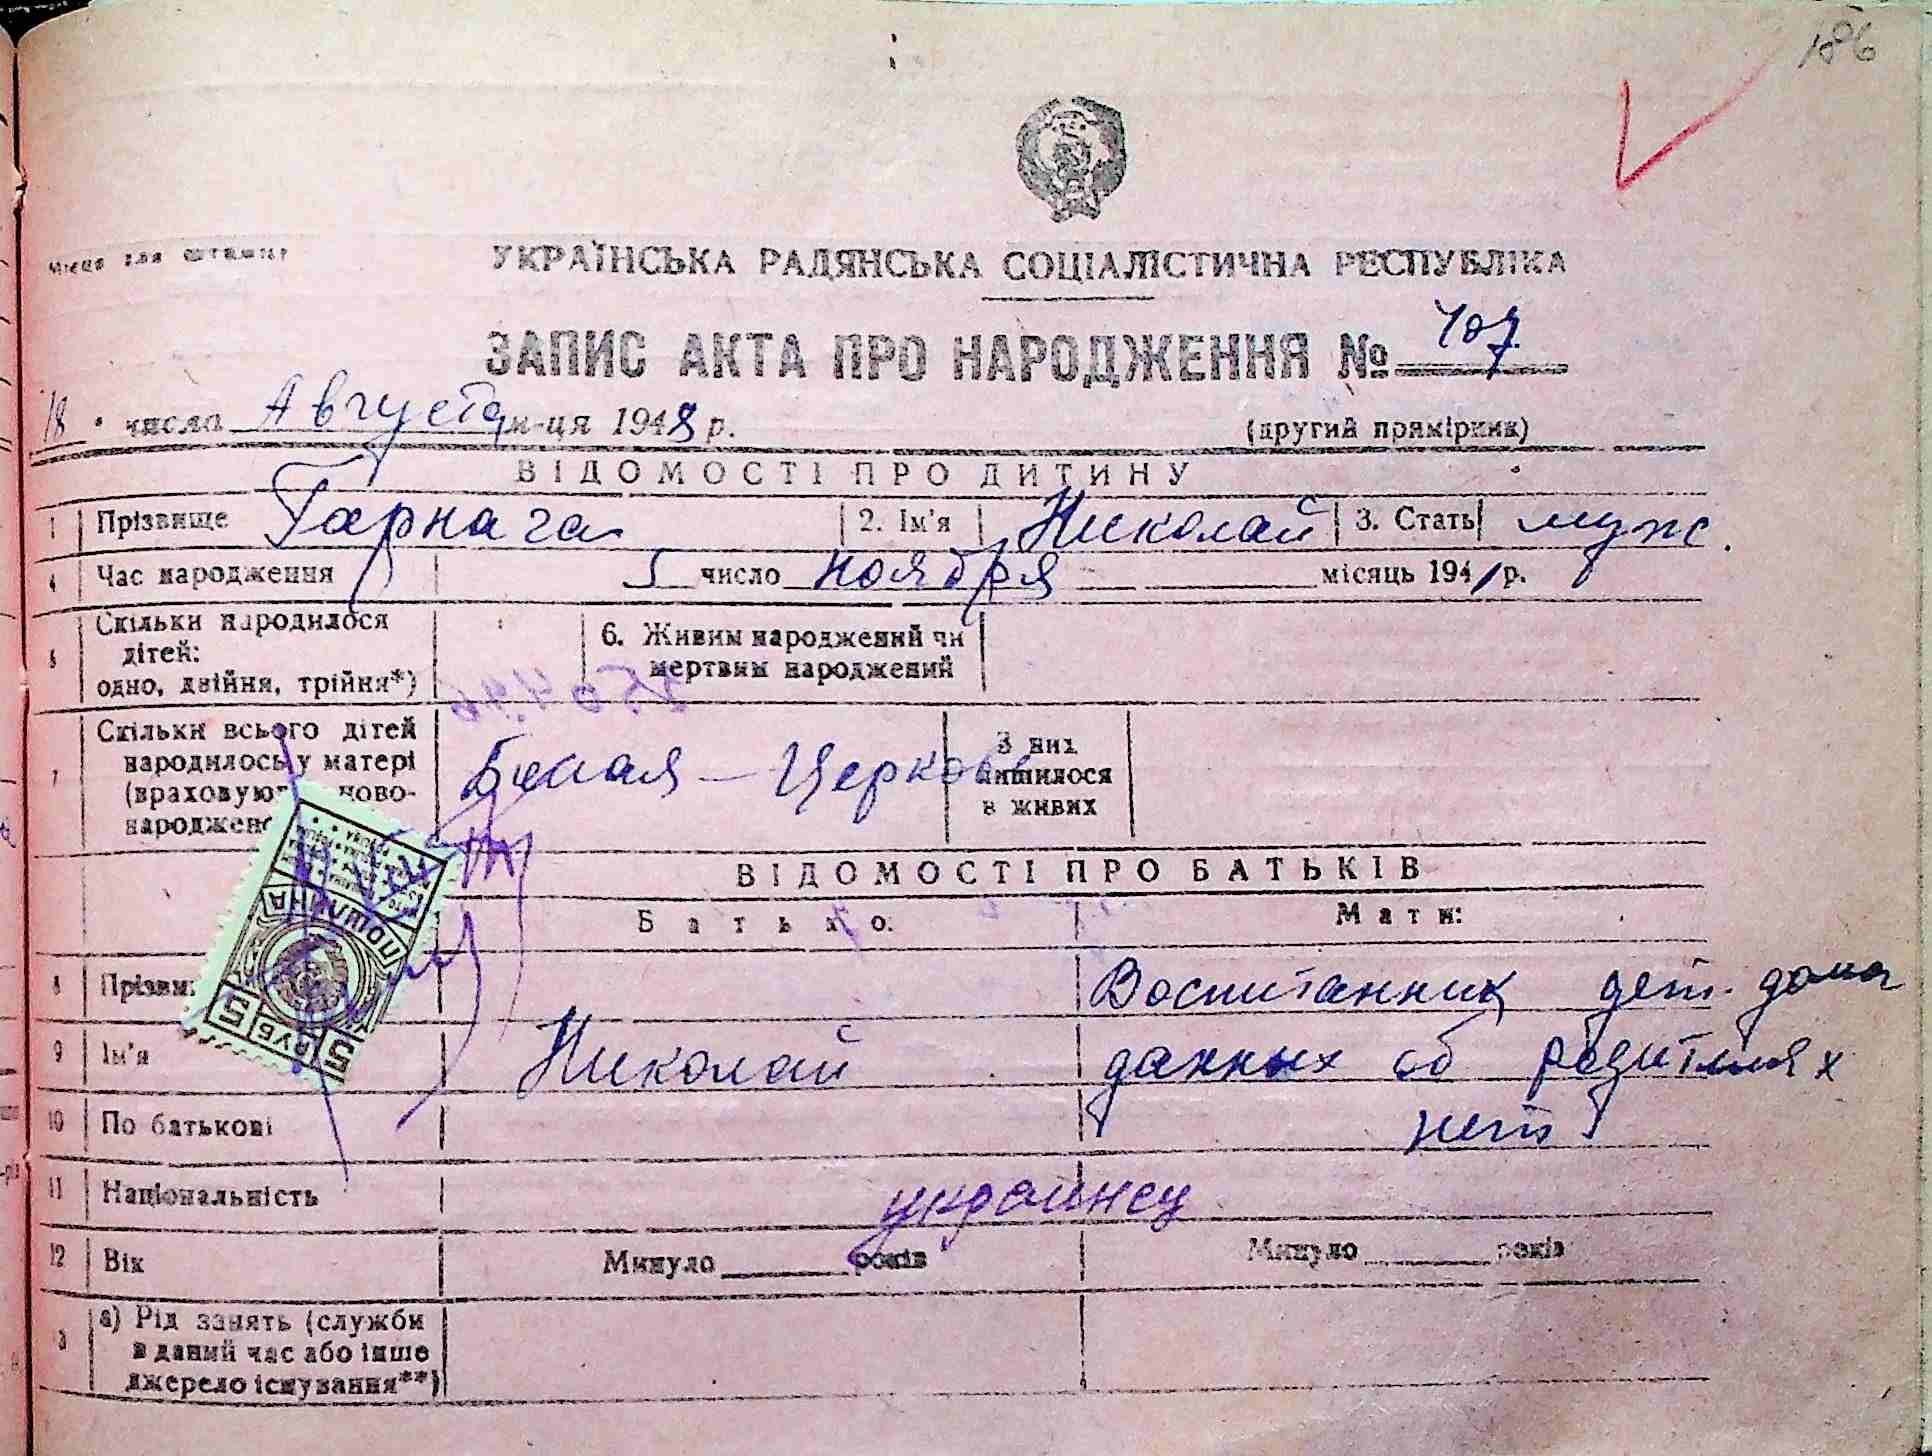 186
Місце для штампу
УКРАЇНСЬКА РАДЯНСЬКА СОЦІАЛІСТИЧНА РЕСПУБЛІКА
ЗАПИС АКТА ПРО НАРОДЖЕННЯ № 407
18 числа Августа м-ця 1948 р.
(другий примірник)
ВІДОМОСТІ ПРО ДИТИНУ
1 Прізвище Гарнага 2. Ім'я Николай 3. Стать муж.
4 Час народження 5 число ноября місяць 1941 р.
5 Скільки народилося дітей: одно, двійня, трійня*)
6. Живим народжений чи мертвим народжений
7 Скільки всього дітей народилось у матері
Белая-Церковь
З них лишилося в живих
ВІДОМОСТІ ПРО БАТЬКІВ
Батько: Мати:
8 Воспитанник дет. дома
9 Ім'я Николай данных об родителях
10 По батькові нет
11 Національність украинец
12 Вік Минуло років Минуло років
а) Рід занять (служби в даний час або інше джерело існування**)
ПОШЛИНА
5 РУБ 5